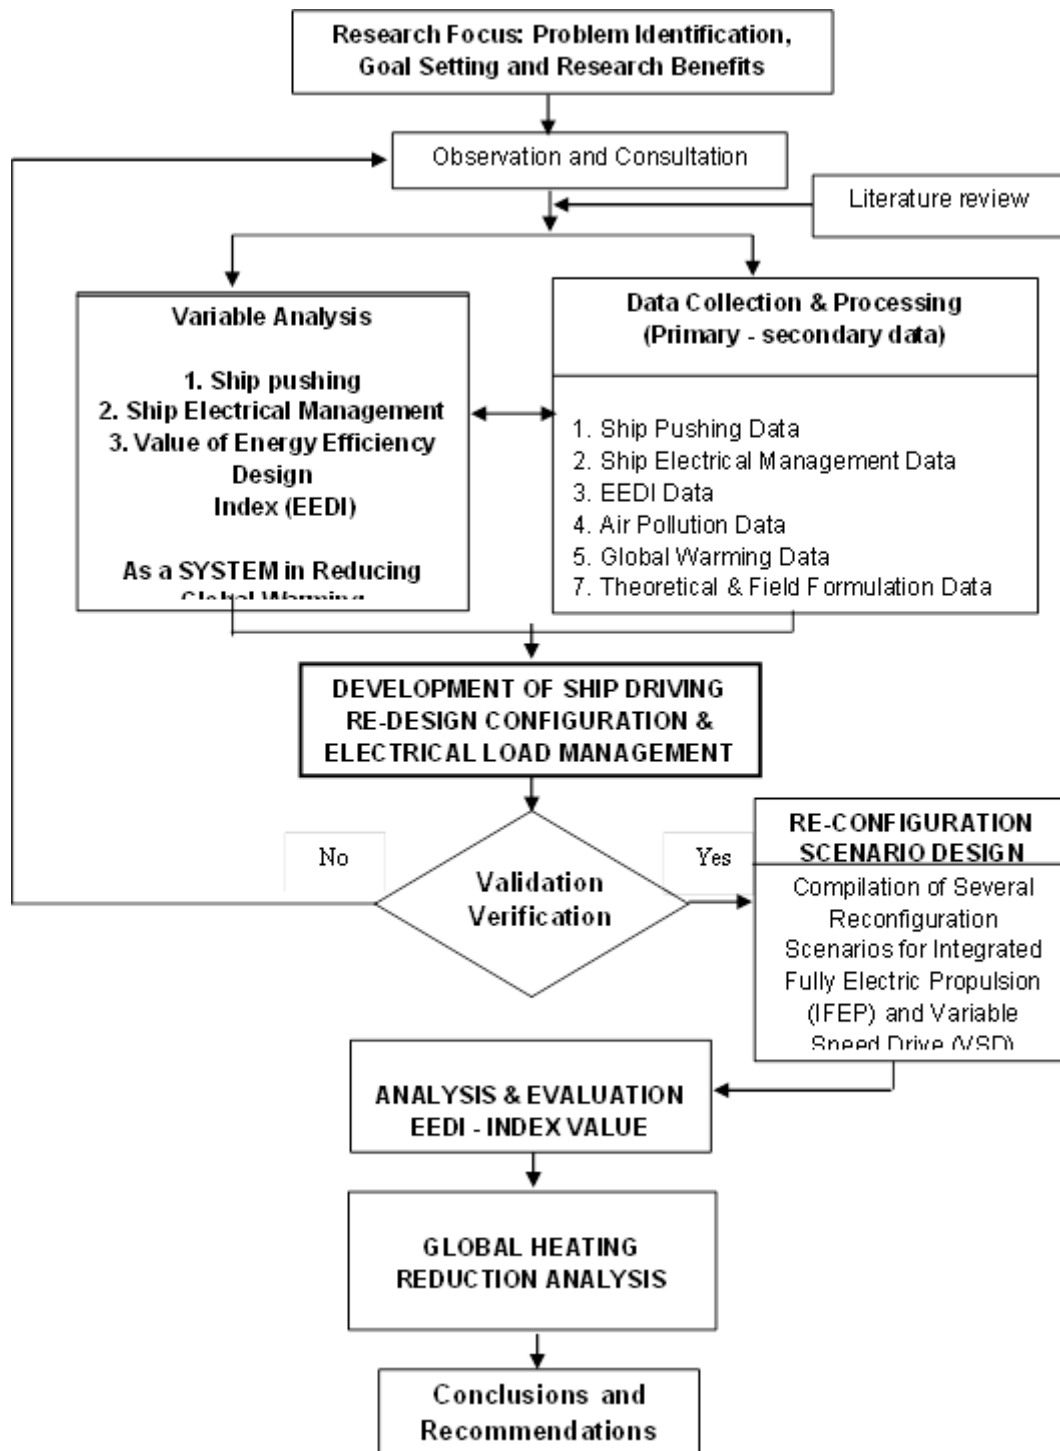 Research Focus: Problem Identification,
Goal Setting and Research Benefits
Observation and Consultation
Literature review
Variable Analysis
1. Ship pushing
2. Ship Electrical Management
3. Value of Energy Efficiency
Design
Index (EEDI)
As a SYSTEM in Reducing
Global Warming
Data Collection & Processing
(Primary - secondary data)
1. Ship Pushing Data
2. Ship Electrical Management Data
3. EEDI Data
4. Air Pollution Data
5. Global Warming Data
7. Theoretical & Field Formulation Data
DEVELOPMENT OF SHIP DRIVING
RE-DESIGN CONFIGURATION &
ELECTRICAL LOAD MANAGEMENT
No
Validation
Verification
Yes
RE-CONFIGURATION
SCENARIO DESIGN
Compilation of Several
Reconfiguration
Scenarios for Integrated
Fully Electric Propulsion
(IFEP) and Variable
Speed Drive (VSD)
ANALYSIS & EVALUATION
EEDI - INDEX VALUE
GLOBAL HEATING
REDUCTION ANALYSIS
Conclusions and
Recommendations